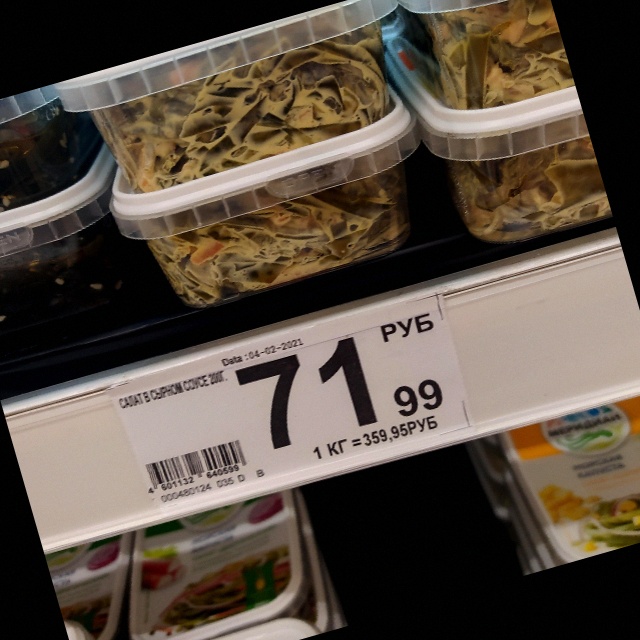 Data :04-02-2021
САЛАТ В СЫРНОМ СОУСЕ 200Г.
71 РУБ
99
1 КГ =359,95РУБ
4 601132 640595
000480124 035 D В